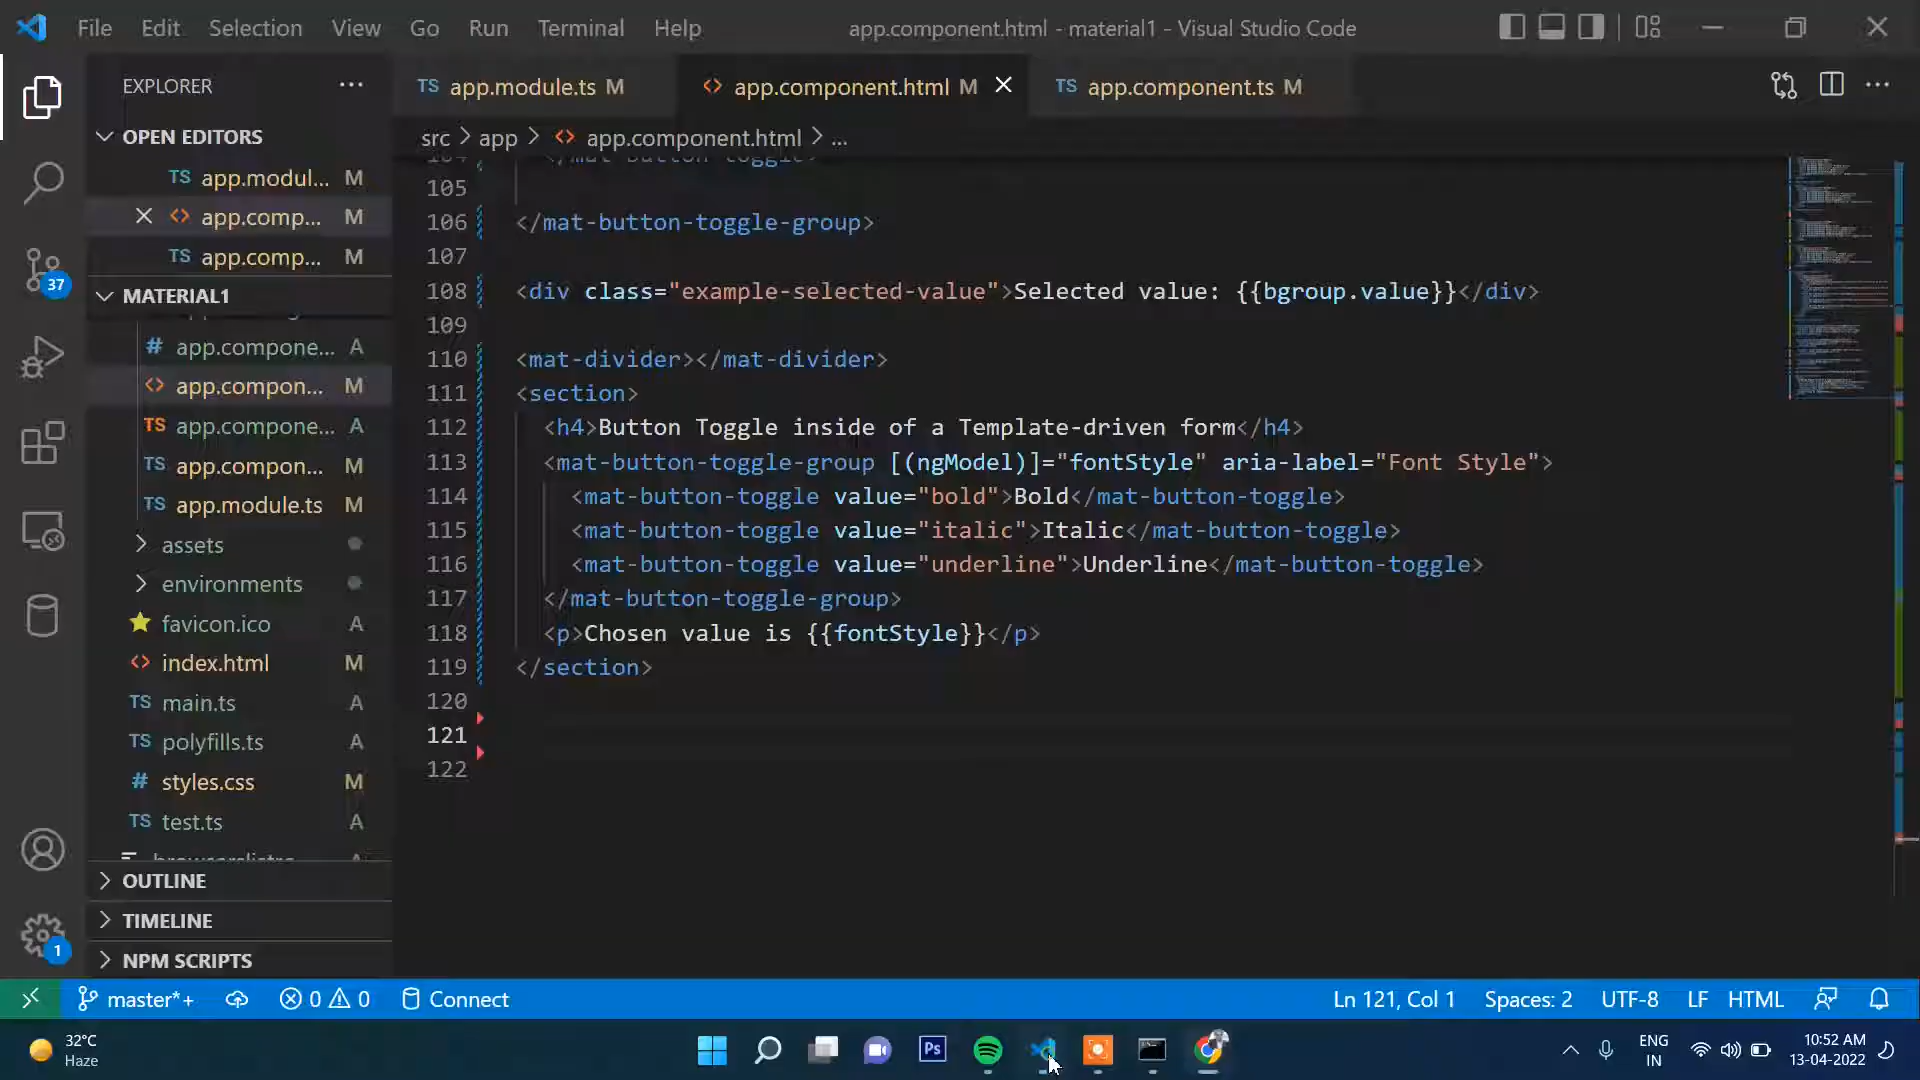 File Edit Selection View Go Run Terminal Help
app.component.html - material1 - Visual Studio Code
EXPLORER
TS app.module.ts M
<> app.component.html M
TS app.component.ts M
OPEN EDITORS
src > app > <> app.component.html > ...
TS app.modul... M
<> app.comp... M
TS app.comp... M
MATERIAL1
# app.compone... A
<> app.compon... M
TS app.compone... A
TS app.compon... M
TS app.module.ts M
assets
environments
favicon.ico A
<> index.html M
TS main.ts A
TS polyfills.ts A
# styles.css M
TS test.ts A
OUTLINE
TIMELINE
NPM SCRIPTS
37
1
104 </mat-button-toggle>
105
106 </mat-button-toggle-group>
107
108 <div class="example-selected-value">Selected value: {{bgroup.value}}</div>
109
110 <mat-divider></mat-divider>
111 <section>
112 <h4>Button Toggle inside of a Template-driven form</h4>
113 <mat-button-toggle-group [(ngModel)]="fontStyle" aria-label="Font Style">
114 <mat-button-toggle value="bold">Bold</mat-button-toggle>
115 <mat-button-toggle value="italic">Italic</mat-button-toggle>
116 <mat-button-toggle value="underline">Underline</mat-button-toggle>
117 </mat-button-toggle-group>
118 <p>Chosen value is {{fontStyle}}</p>
119 </section>
120
121
122
master*+ 0 0 Connect
Ln 121, Col 1 Spaces: 2 UTF-8 LF HTML
32°C
Haze
Ps
ENG
IN
10:52 AM
13-04-2022